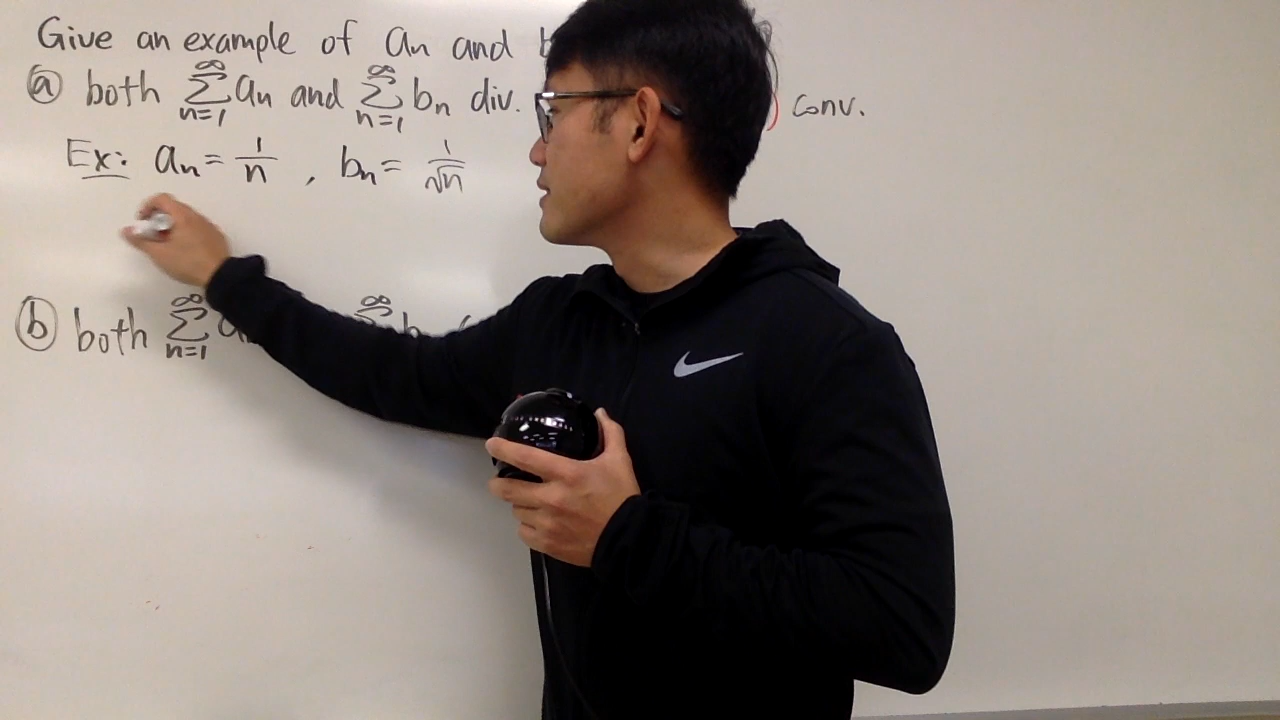 Give an example of an and
ⓐ both ∞∑n=1 an and ∞∑n=1 bn div. ) conv.
Ex: an = 1/n , bn = 1/√n
ⓑ both ∞∑n=1